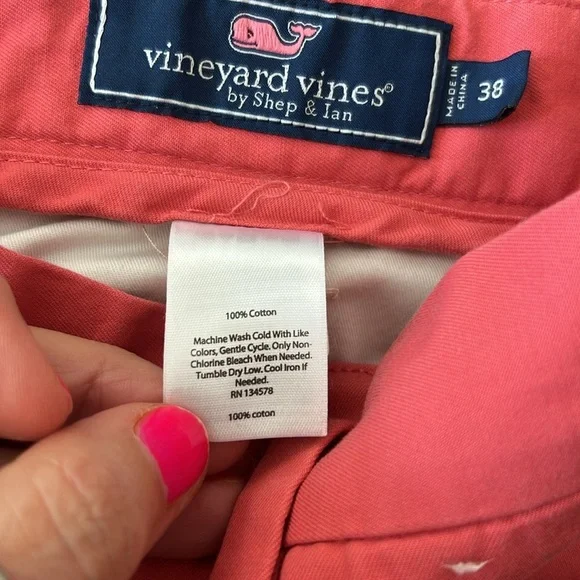 vineyard vines®
by Shep & Ian
MADE IN
CHINA
38
100% Cotton
Machine Wash Cold With Like
Colors, Gentle Cycle. Only Non-
Chlorine Bleach When Needed.
Tumble Dry Low. Cool Iron If
Needed.
RN 134578
100% coton